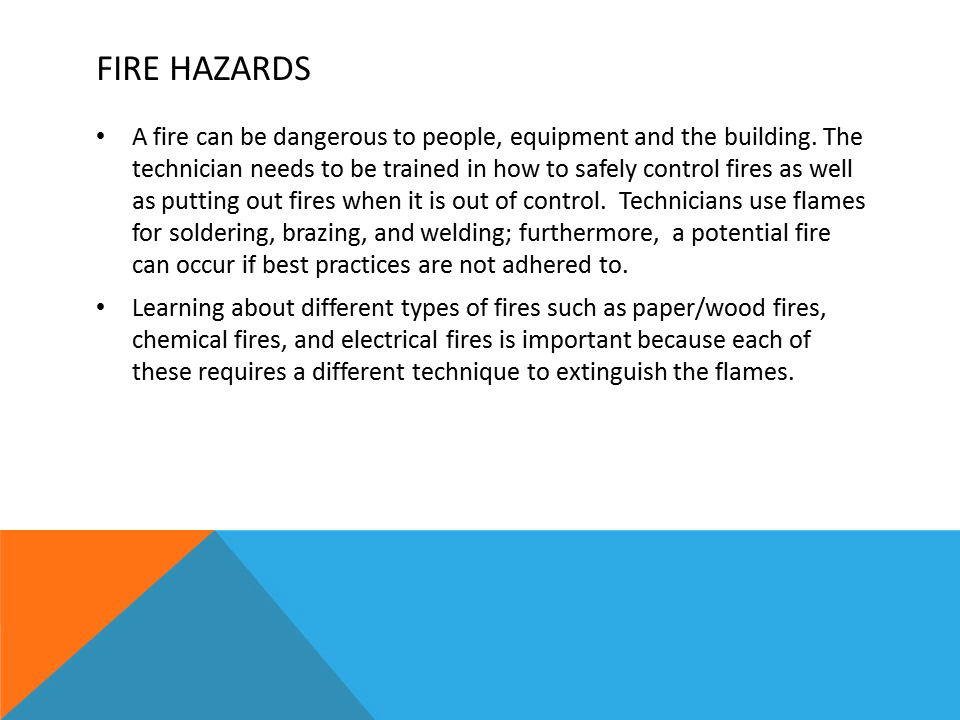 FIRE HAZARDS
• A fire can be dangerous to people, equipment and the building. The
technician needs to be trained in how to safely control fires as well
as putting out fires when it is out of control.  Technicians use flames
for soldering, brazing, and welding; furthermore,  a potential fire
can occur if best practices are not adhered to.
• Learning about different types of fires such as paper/wood fires,
chemical fires, and electrical fires is important because each of
these requires a different technique to extinguish the flames.